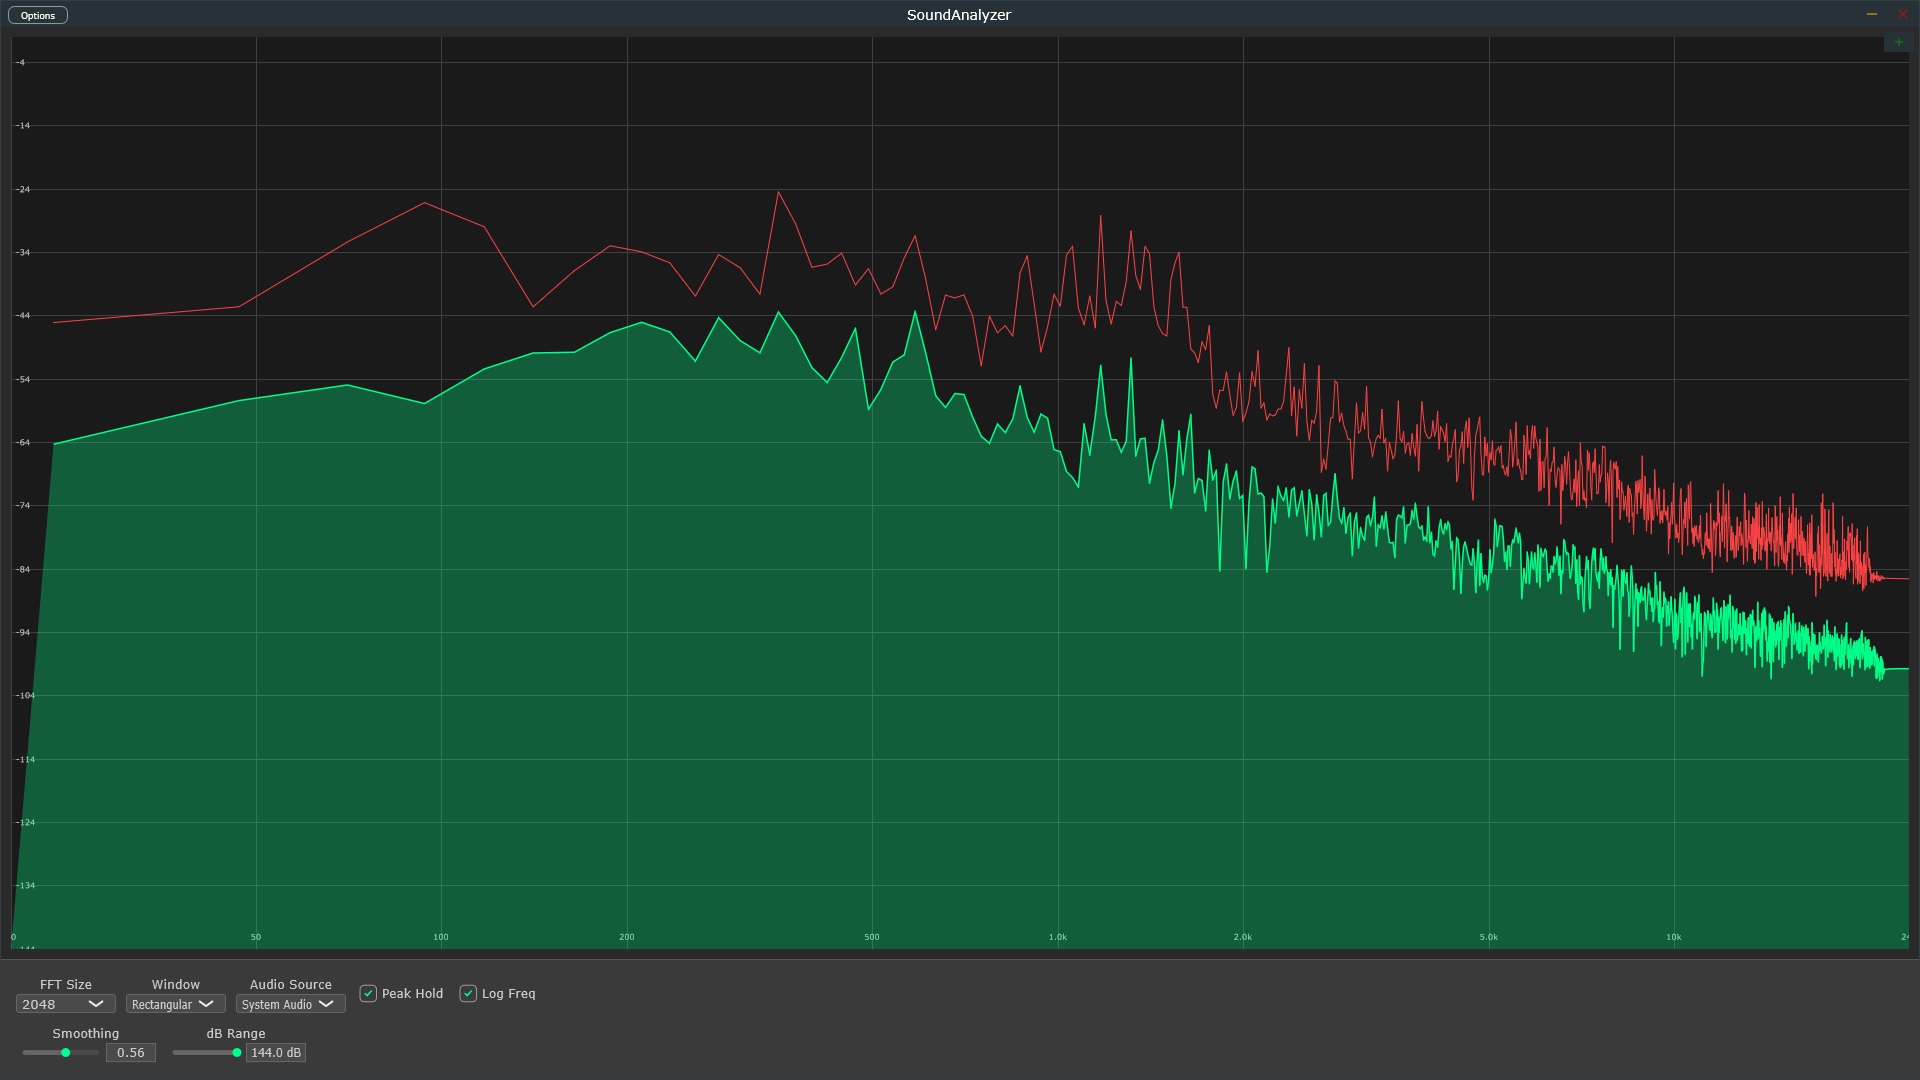 Options
SoundAnalyzer
-4
-14
-24
-34
-44
-54
-64
-74
-84
-94
-104
-114
-124
-134
0 50 100 200 500 1.0k 2.0k 5.0k 10k 24
FFT Size Window Audio Source
2048 Rectangular System Audio Peak Hold Log Freq
Smoothing dB Range
0.56 144.0 dB